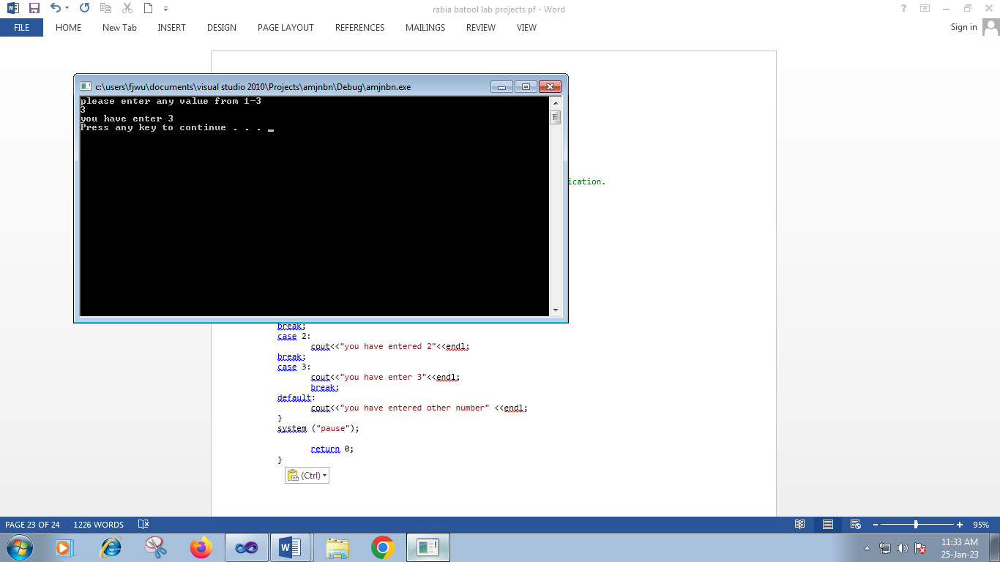 rabia batool lab projects pf - Word
FILE HOME New Tab INSERT DESIGN PAGE LAYOUT REFERENCES MAILINGS REVIEW VIEW Sign in
c:\users\fjwu\documents\visual studio 2010\Projects\amjnbn\Debug\amjnbn.exe
please enter any value from 1-3
3
you have enter 3
Press any key to continue . . . _
ication.
break;
case 2:
cout<<"you have entered 2"<<endl;
break;
case 3:
cout<<"you have enter 3"<<endl;
break;
default:
cout<<"you have entered other number" <<endl;
}
system ("pause");
return 0;
}
(Ctrl)
PAGE 23 OF 24 1226 WORDS 95%
11:33 AM
25-Jan-23